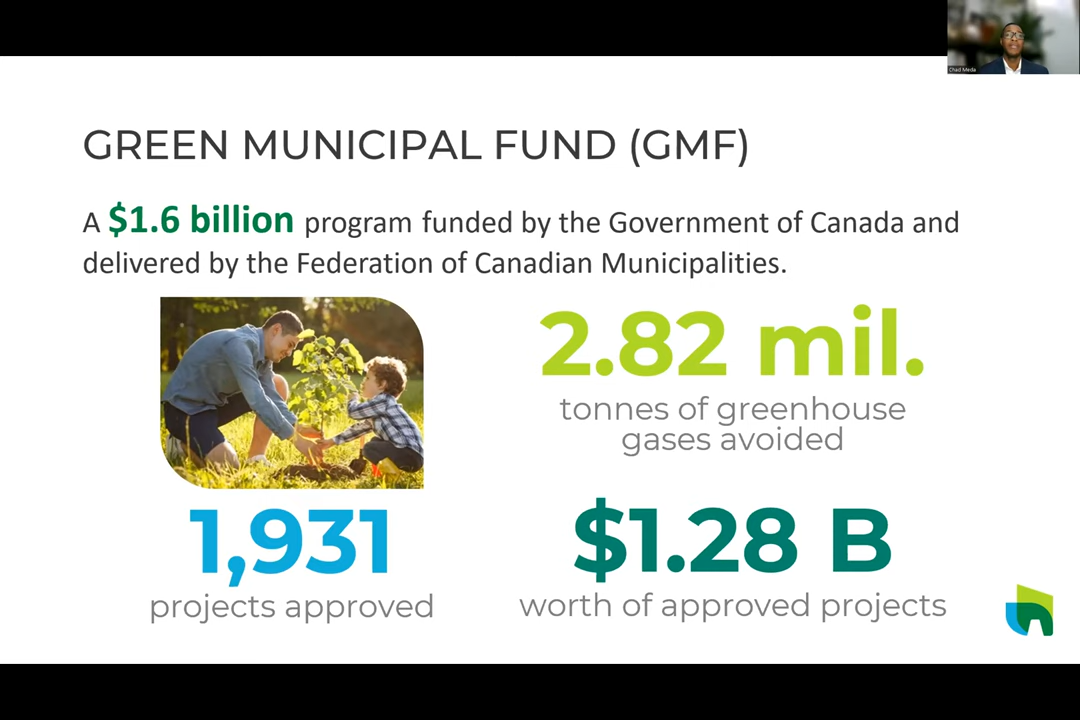 Chad Meda
GREEN MUNICIPAL FUND (GMF)
A $1.6 billion program funded by the Government of Canada and
delivered by the Federation of Canadian Municipalities.
2.82 mil.
tonnes of greenhouse
gases avoided
1,931
projects approved
$1.28 B
worth of approved projects